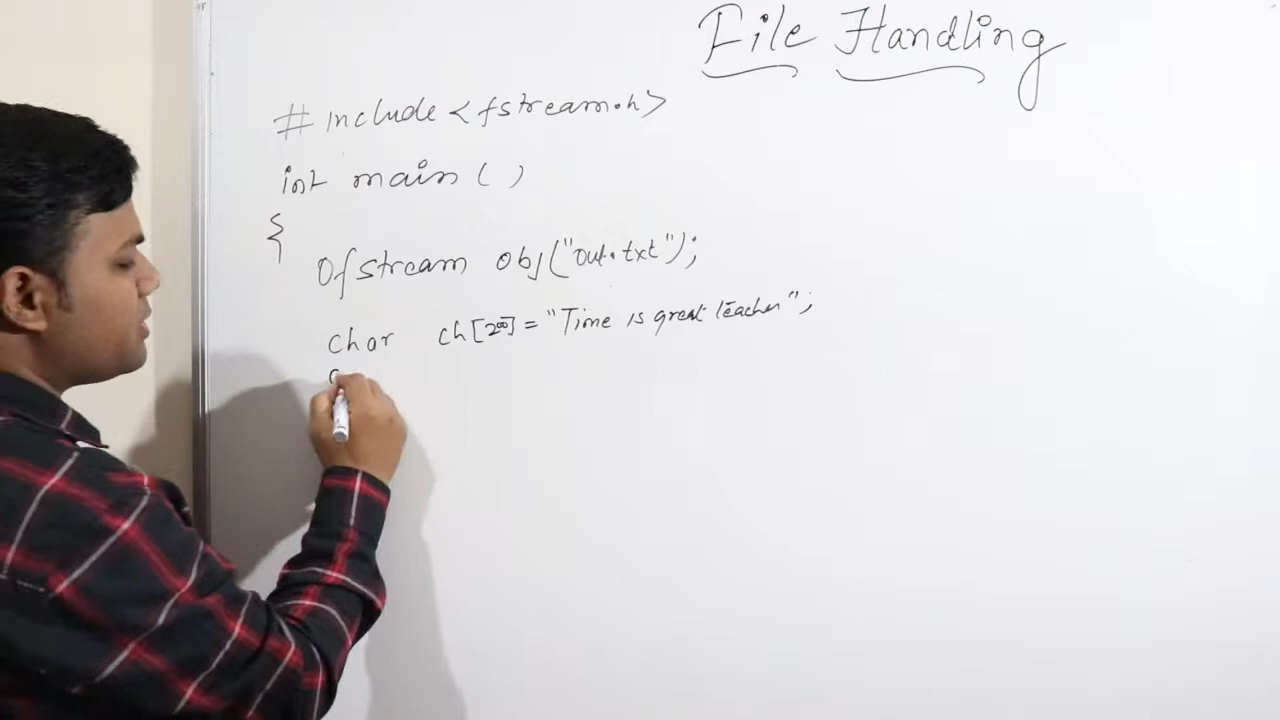 File Handling
#include<fstream.h>
int main()
{
ofstream obj("out.txt");
char ch[200]="Time is great teacher";